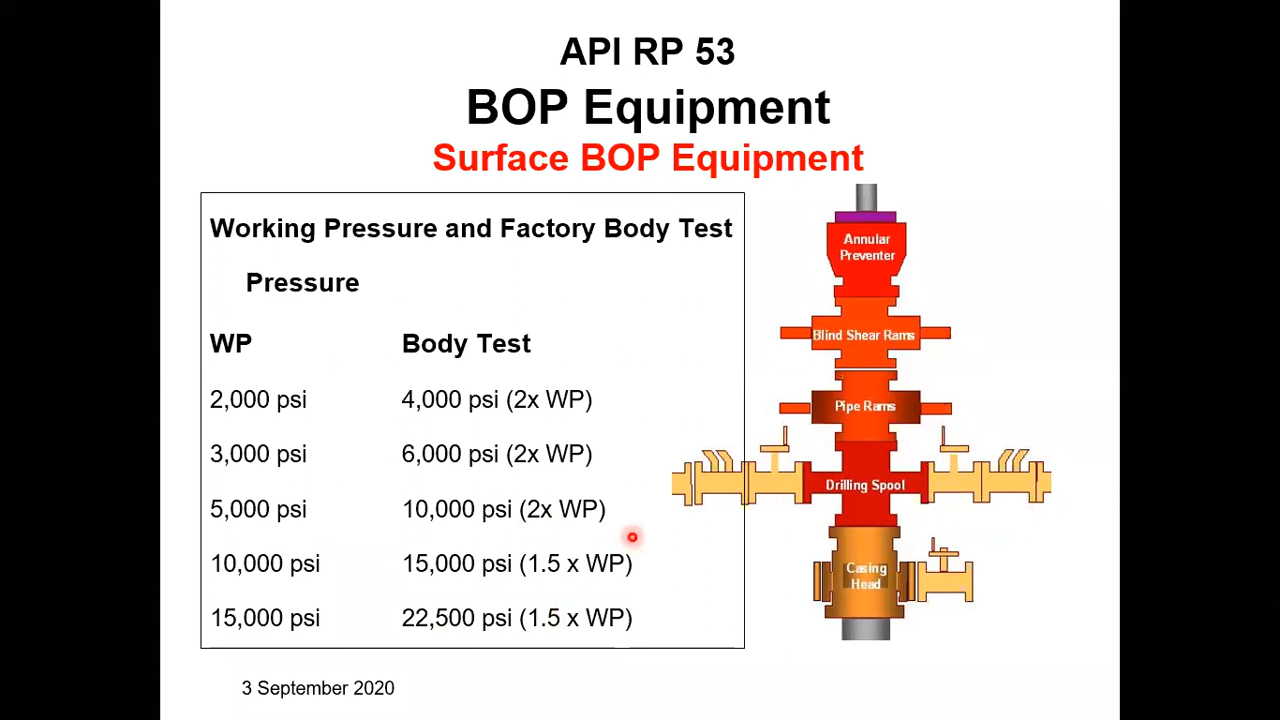 API RP 53
BOP Equipment
Surface BOP Equipment
Working Pressure and Factory Body Test
Pressure
WP Body Test
2,000 psi 4,000 psi (2x WP)
3,000 psi 6,000 psi (2x WP)
5,000 psi 10,000 psi (2x WP)
10,000 psi 15,000 psi (1.5 x WP)
15,000 psi 22,500 psi (1.5 x WP)
Annular
Preventer
Blind Shear Rams
Pipe Rams
Drilling Spool
Casing
Head
3 September 2020